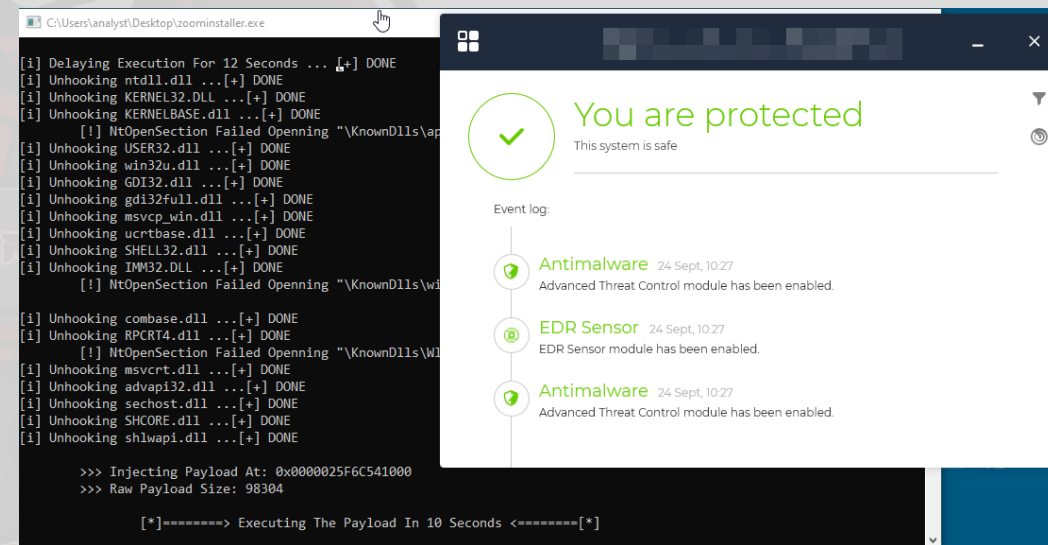 C:\Users\analyst\Desktop\zoominstaller.exe
[i] Delaying Execution For 12 Seconds ... [+] DONE
[i] Unhooking ntdll.dll ...[+] DONE
[i] Unhooking KERNEL32.DLL ...[+] DONE
[i] Unhooking KERNELBASE.dll ...[+] DONE
[!] NtOpenSection Failed Openning "\KnownDlls\ap
[i] Unhooking USER32.dll ...[+] DONE
[i] Unhooking win32u.dll ...[+] DONE
[i] Unhooking GDI32.dll ...[+] DONE
[i] Unhooking gdi32full.dll ...[+] DONE
[i] Unhooking msvcp_win.dll ...[+] DONE
[i] Unhooking ucrtbase.dll ...[+] DONE
[i] Unhooking SHELL32.dll ...[+] DONE
[i] Unhooking IMM32.DLL ...[+] DONE
[!] NtOpenSection Failed Openning "\KnownDlls\wi
[i] Unhooking combase.dll ...[+] DONE
[i] Unhooking RPCRT4.dll ...[+] DONE
[!] NtOpenSection Failed Openning "\KnownDlls\Wl
[i] Unhooking msvcrt.dll ...[+] DONE
[i] Unhooking advapi32.dll ...[+] DONE
[i] Unhooking sechost.dll ...[+] DONE
[i] Unhooking SHCORE.dll ...[+] DONE
[i] Unhooking shlwapi.dll ...[+] DONE
>>> Injecting Payload At: 0x0000025F6C541000
>>> Raw Payload Size: 98304
[*]========> Executing The Payload In 10 Seconds <========[*]
You are protected
This system is safe
Event log:
Antimalware 24 Sept, 10:27
Advanced Threat Control module has been enabled.
EDR Sensor 24 Sept, 10:27
EDR Sensor module has been enabled.
Antimalware 24 Sept, 10:27
Advanced Threat Control module has been enabled.